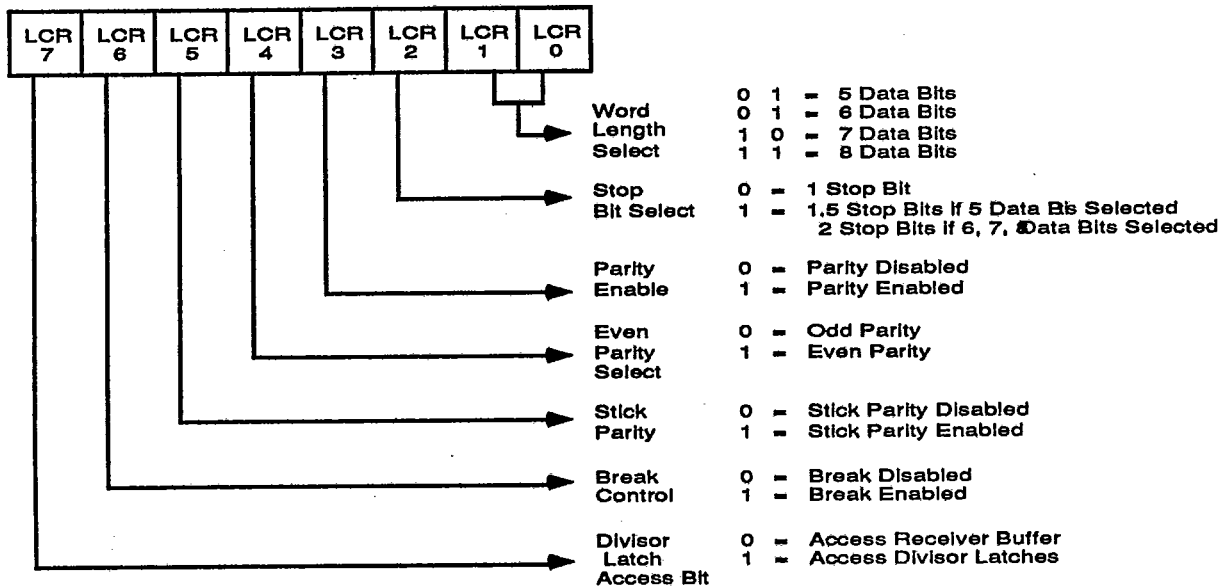 LCR 7 LCR 6 LCR 5 LCR 4 LCR 3 LCR 2 LCR 1 LCR 0
Word Length Select
0 1 = 5 Data Bits
0 1 = 6 Data Bits
1 0 = 7 Data Bits
1 1 = 8 Data Bits
Stop Bit Select
0 = 1 Stop Bit
1 = 1.5 Stop Bits if 5 Data Bis Selected
2 Stop Bits if 6, 7, 8Data Bits Selected
Parity Enable
0 = Parity Disabled
1 = Parity Enabled
Even Parity Select
0 = Odd Parity
1 = Even Parity
Stick Parity
0 = Stick Parity Disabled
1 = Stick Parity Enabled
Break Control
0 = Break Disabled
1 = Break Enabled
Divisor Latch Access Bit
0 = Access Receiver Buffer
1 = Access Divisor Latches